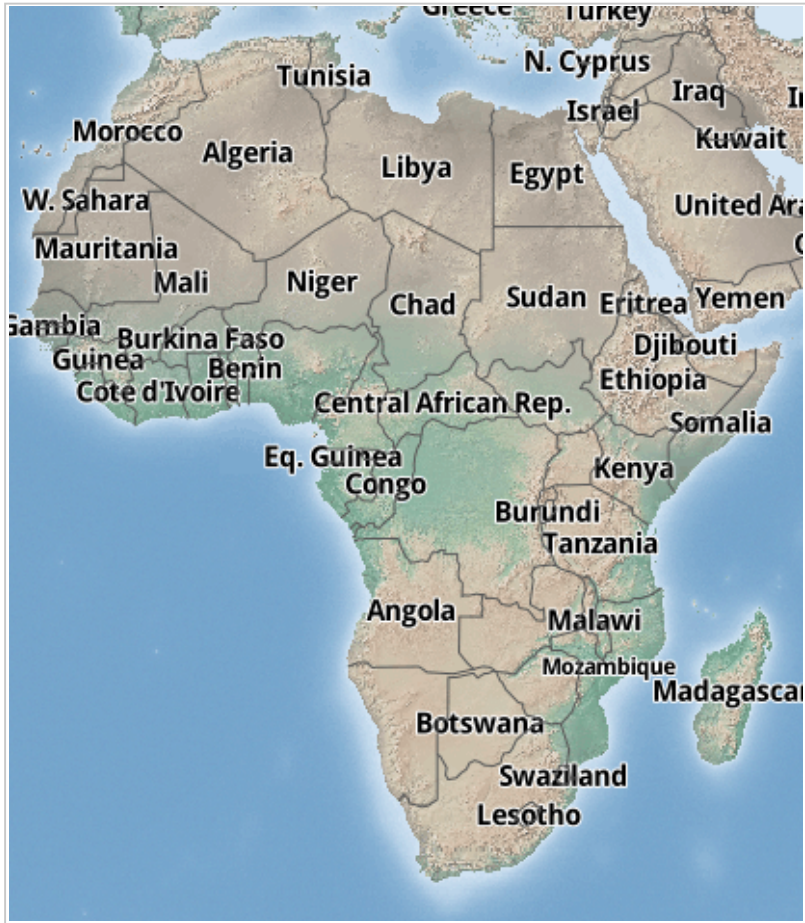 Greece
Turkey
N. Cyprus
Tunisia
Iraq
Israel
Morocco
Kuwait
Algeria
Libya
Egypt
W. Sahara
United Ara
Mauritania
Mali
Niger
Chad
Sudan
Eritrea
Yemen
Gambia
Burkina Faso
Djibouti
Guinea
Benin
Ethiopia
Cote d'Ivoire
Central African Rep.
Somalia
Eq. Guinea
Kenya
Congo
Burundi
Tanzania
Angola
Malawi
Mozambique
Madagascar
Botswana
Swaziland
Lesotho